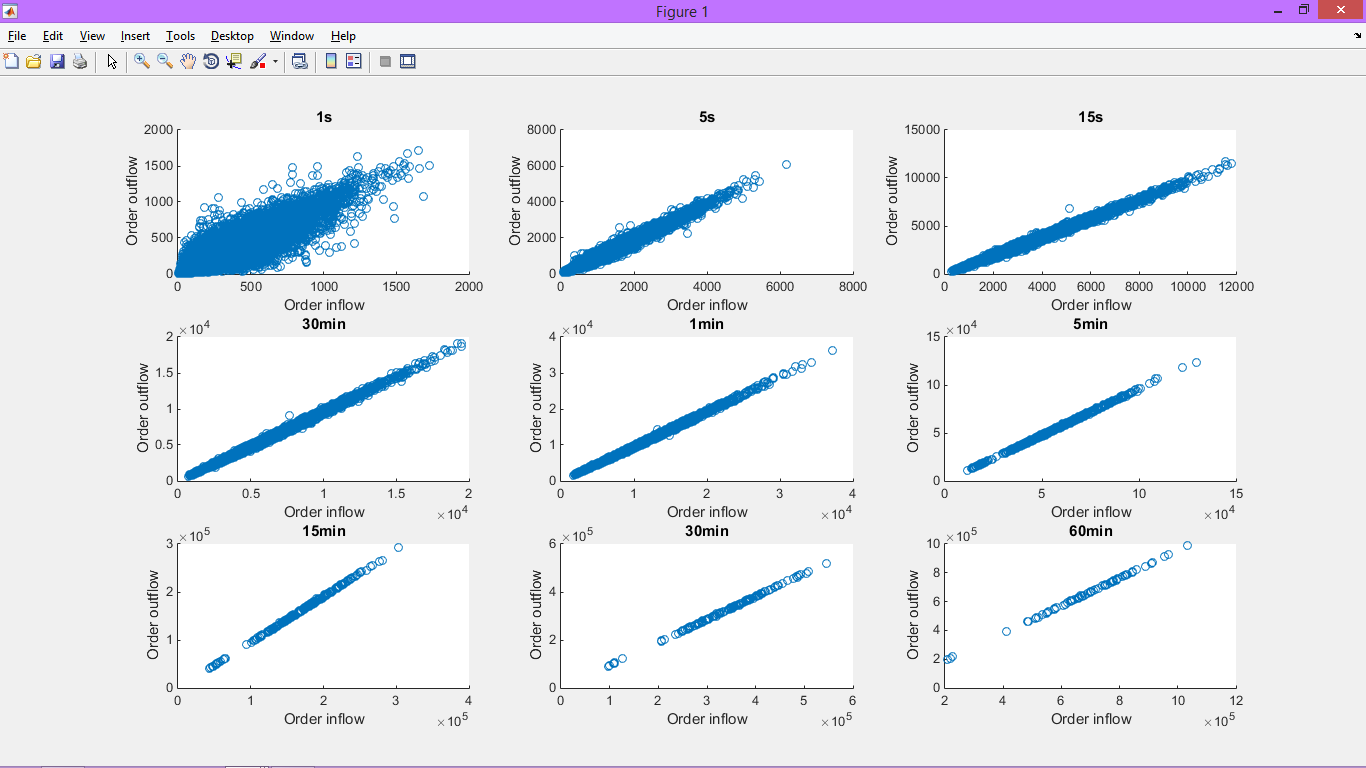 Figure 1
File Edit View Insert Tools Desktop Window Help
1s
2000
1500
1000
500
0
Order outflow
0 500 1000 1500 2000
Order inflow
5s
8000
6000
4000
2000
0
Order outflow
0 2000 4000 6000 8000
Order inflow
15s
15000
10000
5000
0
Order outflow
0 2000 4000 6000 8000 10000 12000
Order inflow
30min
×10^4
2
1.5
1
0.5
0
Order outflow
0 0.5 1 1.5 2
Order inflow
×10^4
1min
×10^4
4
3
2
1
0
Order outflow
0 1 2 3 4
Order inflow
×10^4
5min
×10^4
15
10
5
0
Order outflow
0 5 10 15
Order inflow
×10^4
15min
×10^5
3
2
1
0
Order outflow
0 1 2 3 4
Order inflow
×10^5
30min
×10^5
6
4
2
0
Order outflow
0 1 2 3 4 5 6
Order inflow
×10^5
60min
×10^5
10
8
6
4
2
0
Order outflow
2 4 6 8 10 12
Order inflow
×10^5